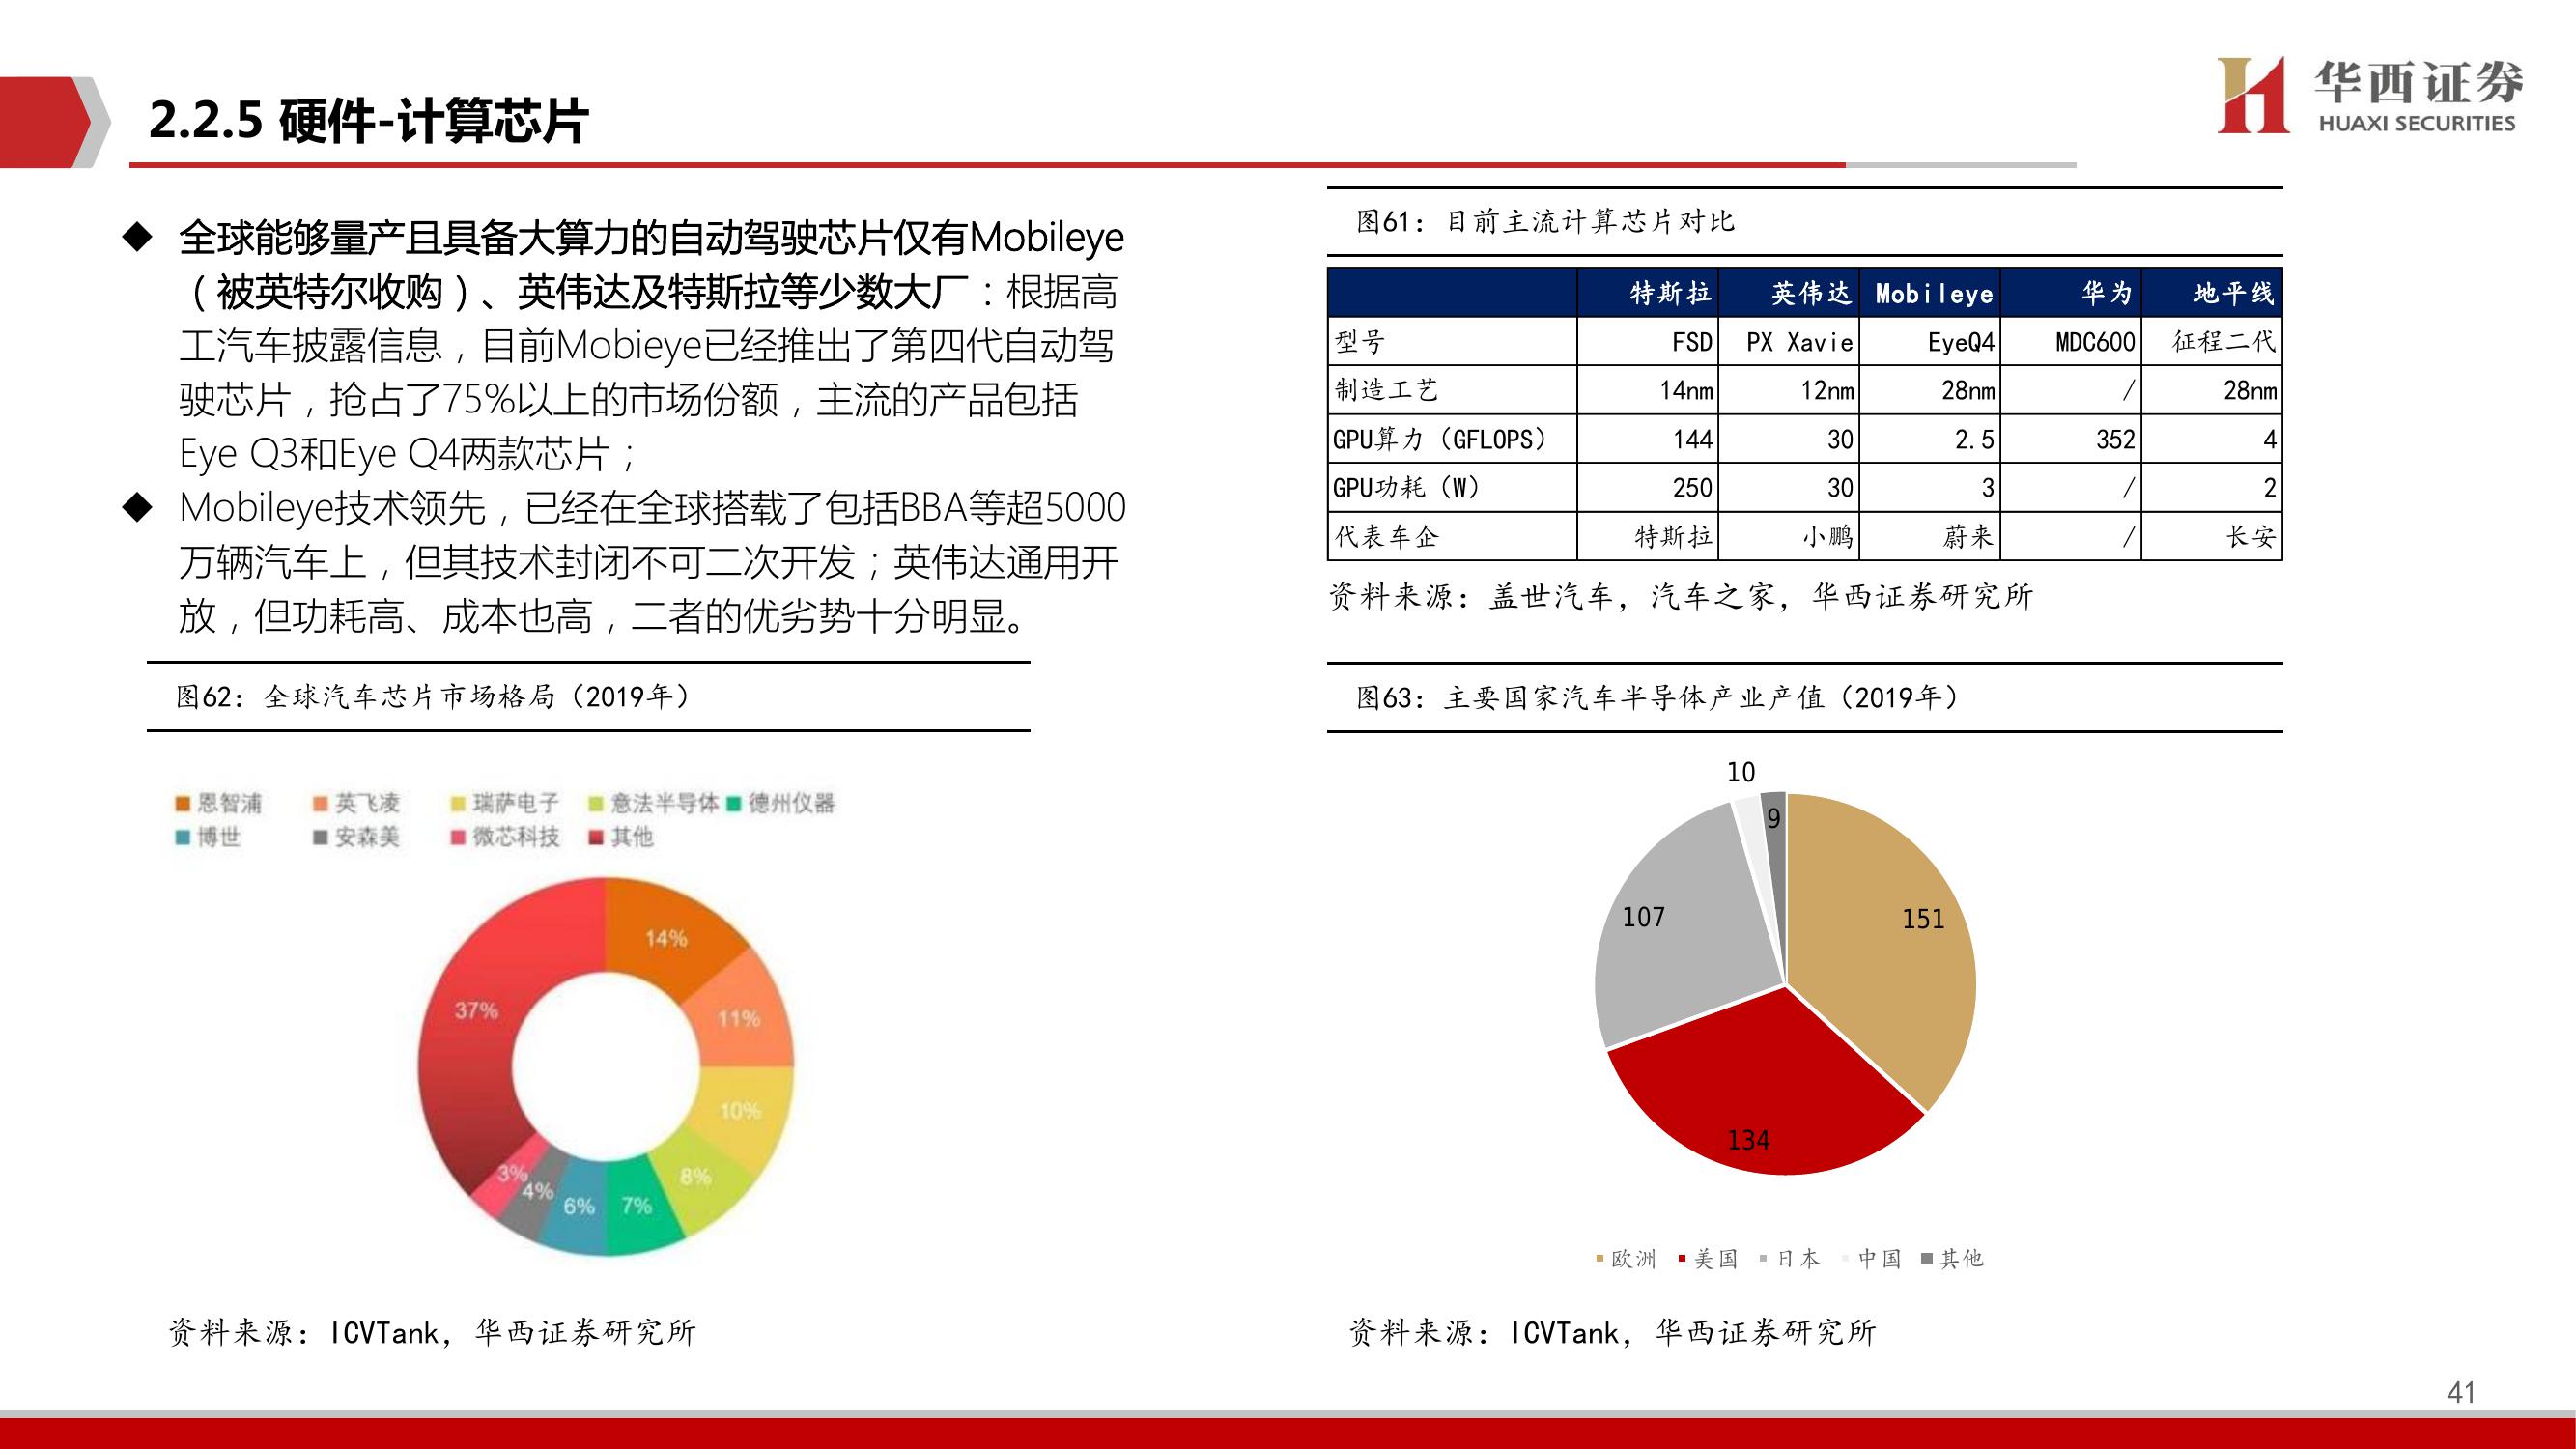 2.2.5 硬件-计算芯片
华西证券
HUAXI SECURITIES
◆ 全球能够量产且具备大算力的自动驾驶芯片仅有Mobileye
（被英特尔收购）、英伟达及特斯拉等少数大厂：根据高
工汽车披露信息，目前Mobieye已经推出了第四代自动驾
驶芯片，抢占了75%以上的市场份额，主流的产品包括
Eye Q3和Eye Q4两款芯片；
◆ Mobileye技术领先，已经在全球搭载了包括BBA等超5000
万辆汽车上，但其技术封闭不可二次开发；英伟达通用开
放，但功耗高、成本也高，二者的优劣势十分明显。
图61：目前主流计算芯片对比
特斯拉 英伟达 Mobileye 华为 地平线
型号 FSD PX Xavie EyeQ4 MDC600 征程二代
制造工艺 14nm 12nm 28nm / 28nm
GPU算力（GFLOPS） 144 30 2.5 352 4
GPU功耗（W） 250 30 3 / 2
代表车企 特斯拉 小鹏 蔚来 / 长安
资料来源：盖世汽车，汽车之家，华西证券研究所
图62：全球汽车芯片市场格局（2019年）
恩智浦 英飞凌 瑞萨电子 意法半导体 德州仪器
博世 安森美 微芯科技 其他
14%
11%
10%
8%
7%
6%
4%
3%
37%
资料来源：ICVTank，华西证券研究所
图63：主要国家汽车半导体产业产值（2019年）
10
9
151
107
134
欧洲 美国 日本 中国 其他
资料来源：ICVTank，华西证券研究所
41